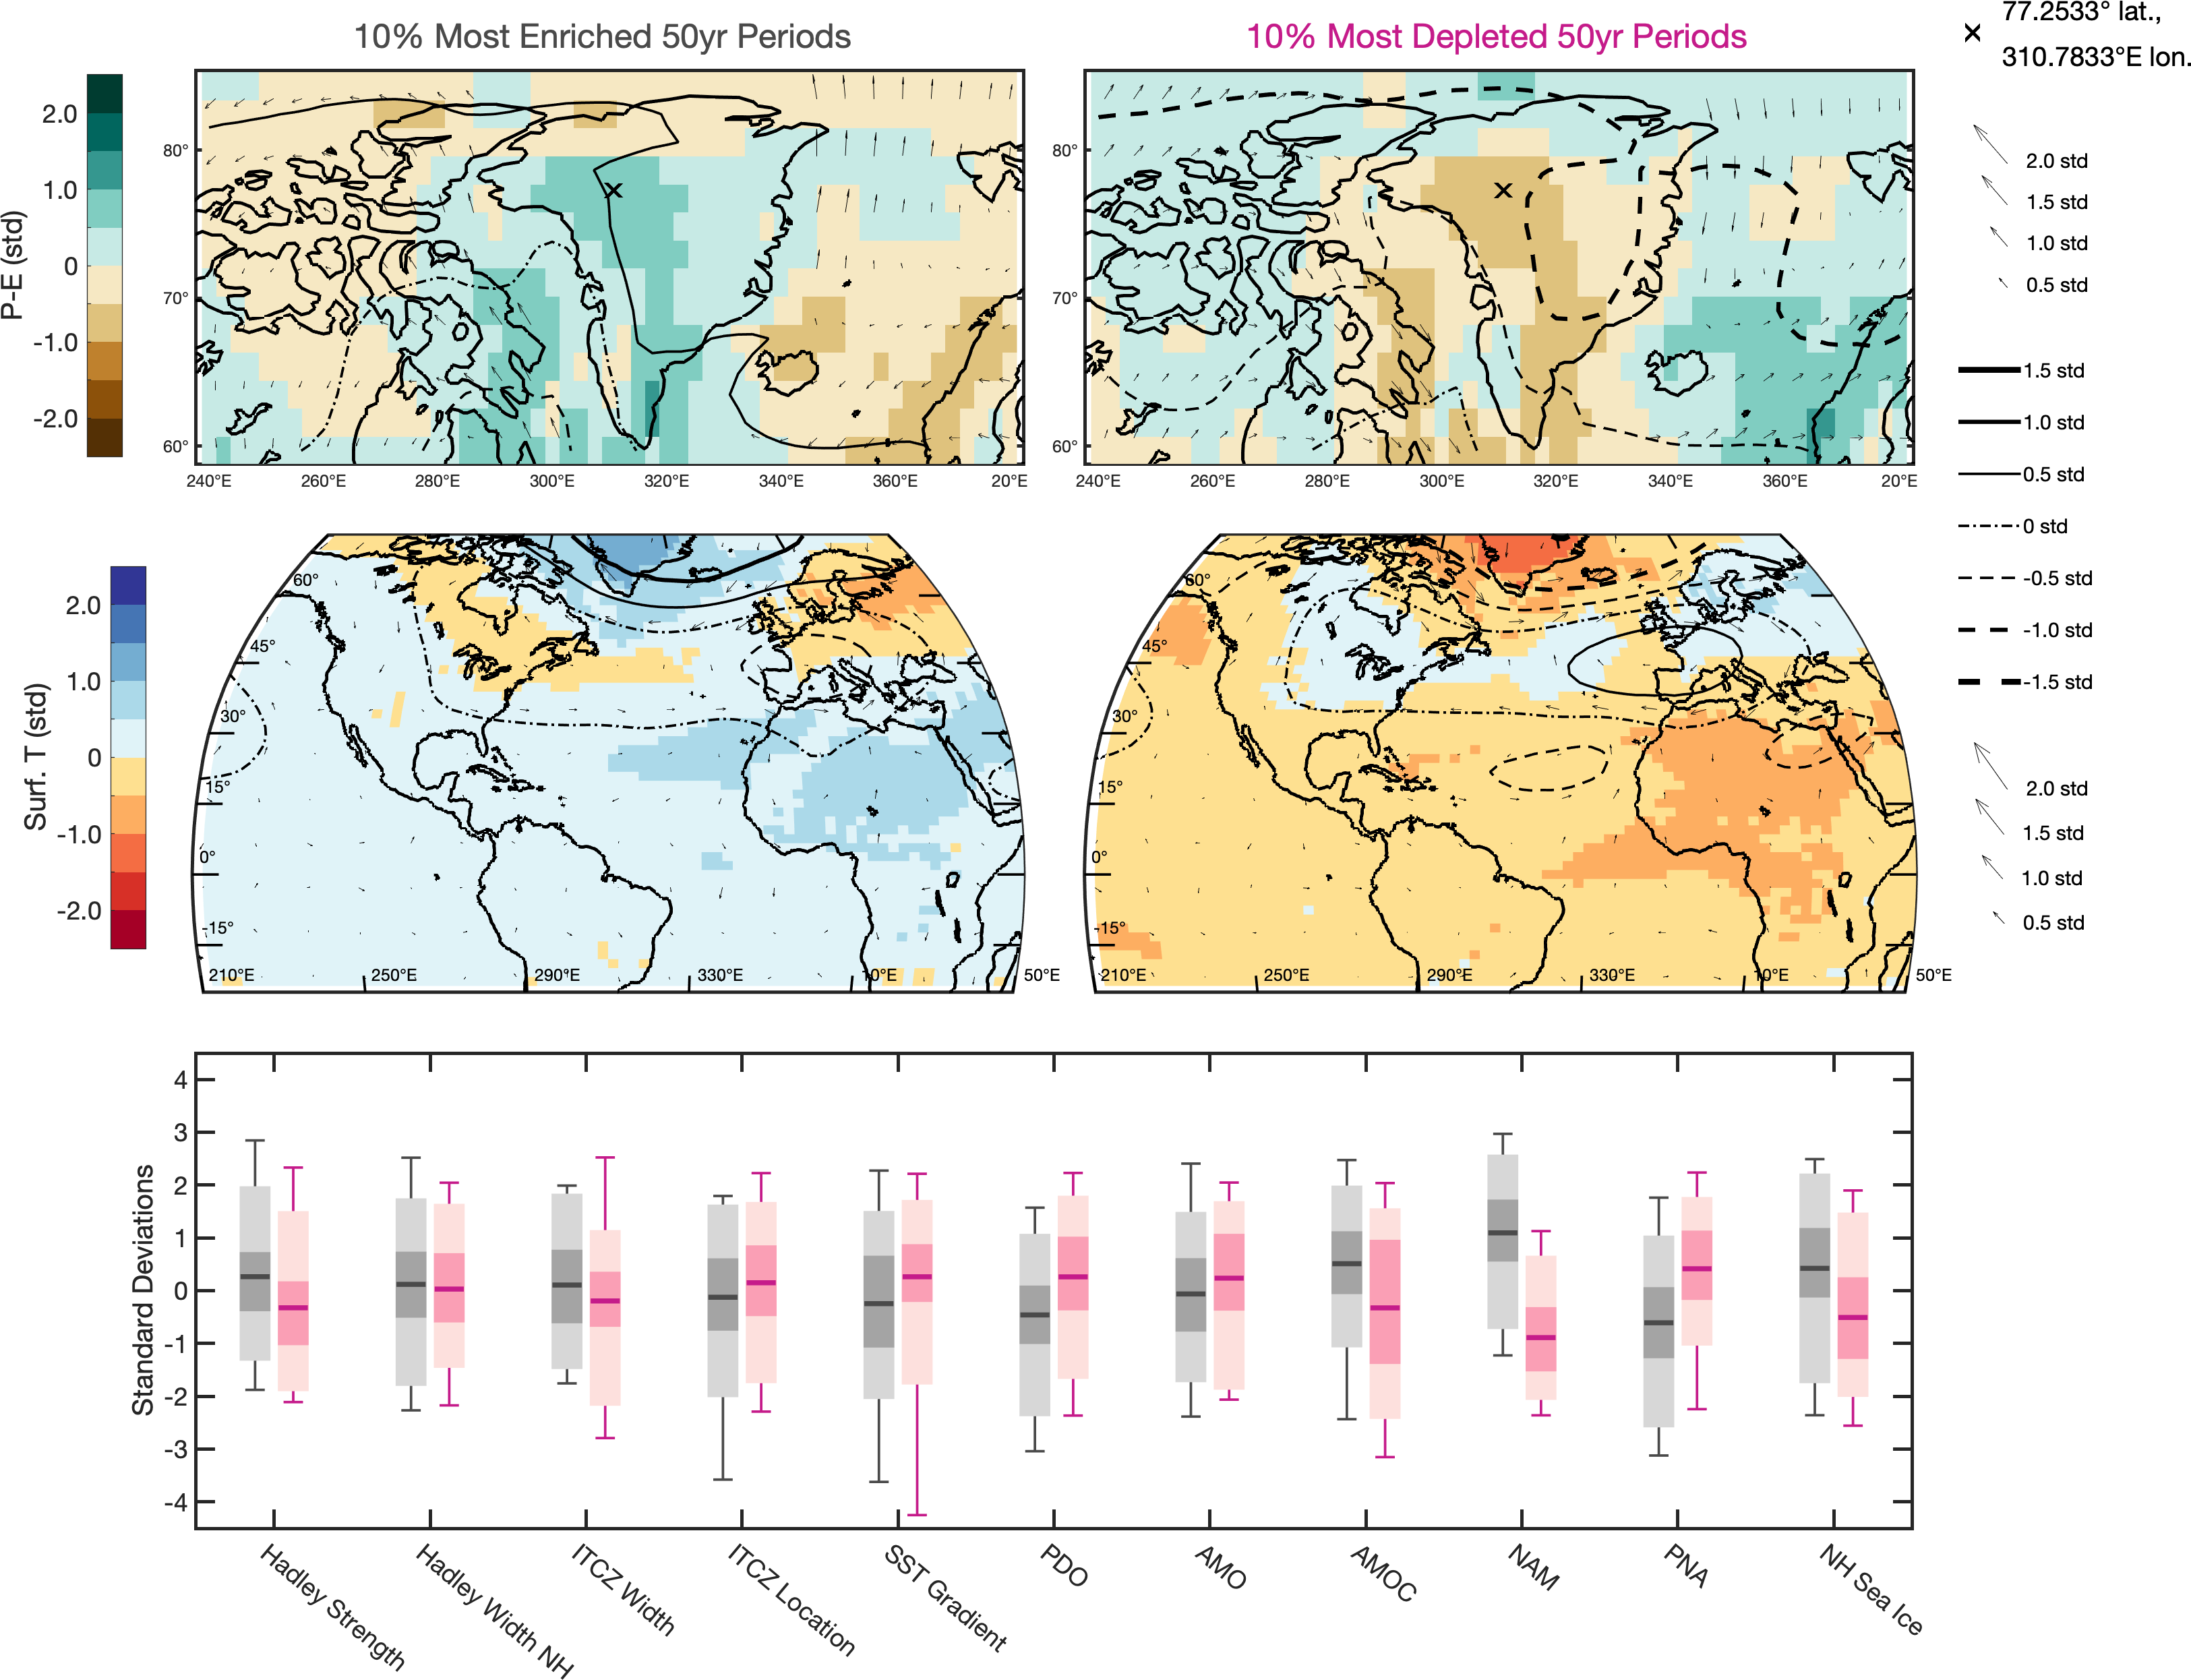 10% Most Enriched 50yr Periods
10% Most Depleted 50yr Periods
77.2533° lat.,
310.7833°E lon.
P-E (std)
2.0
1.0
0
-1.0
-2.0
80°
70°
60°
240°E 260°E 280°E 300°E 320°E 340°E 360°E 20°E
80°
70°
60°
240°E 260°E 280°E 300°E 320°E 340°E 360°E 20°E
2.0 std
1.5 std
1.0 std
0.5 std
1.5 std
1.0 std
0.5 std
0 std
-0.5 std
-1.0 std
-1.5 std
2.0 std
1.5 std
1.0 std
0.5 std
Surf. T (std)
2.0
1.0
0
-1.0
-2.0
60°
45°
30°
15°
0°
-15°
210°E 250°E 290°E 330°E 10°E 50°E
60°
45°
30°
15°
0°
-15°
210°E 250°E 290°E 330°E 10°E 50°E
Standard Deviations
4
3
2
1
0
-1
-2
-3
-4
Hadley Strength
Hadley Width NH
ITCZ Width
ITCZ Location
SST Gradient
PDO
AMO
AMOC
NAM
PNA
NH Sea Ice